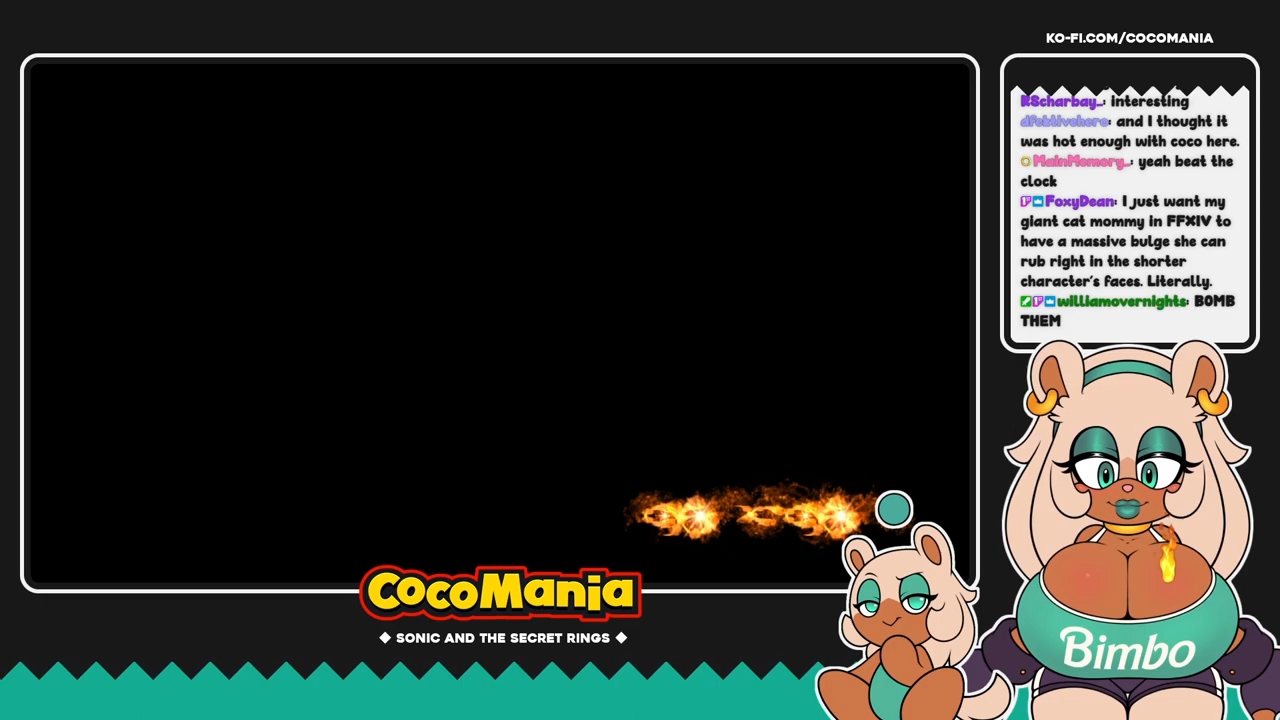 KO-FI.COM/COCOMANIA
RScharbay_: interesting
dfektivehero: and I thought it
was hot enough with coco here.
MainMemory_: yeah beat the
clock
FoxyDean: I just want my
giant cat mommy in FFXIV to
have a massive bulge she can
rub right in the shorter
character's faces. Literally.
williamovernights: BOMB
THEM
CocoMania
◆ SONIC AND THE SECRET RINGS ◆
Bimbo